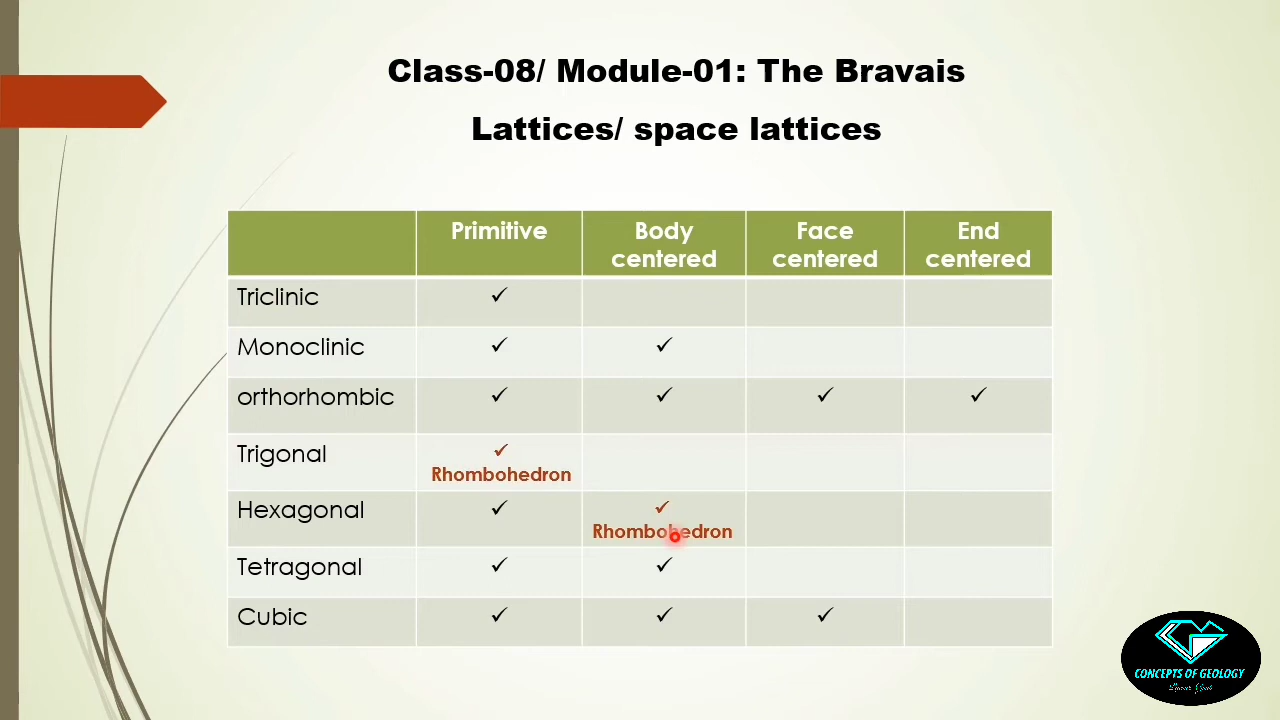 Class-08/ Module-01: The Bravais
Lattices/ space lattices
Primitive Body centered Face centered End centered
Triclinic ✓
Monoclinic ✓ ✓
orthorhombic ✓ ✓ ✓ ✓
Trigonal ✓ Rhombohedron
Hexagonal ✓ ✓ Rhombohedron
Tetragonal ✓ ✓
Cubic ✓ ✓ ✓
CONCEPTS OF GEOLOGY